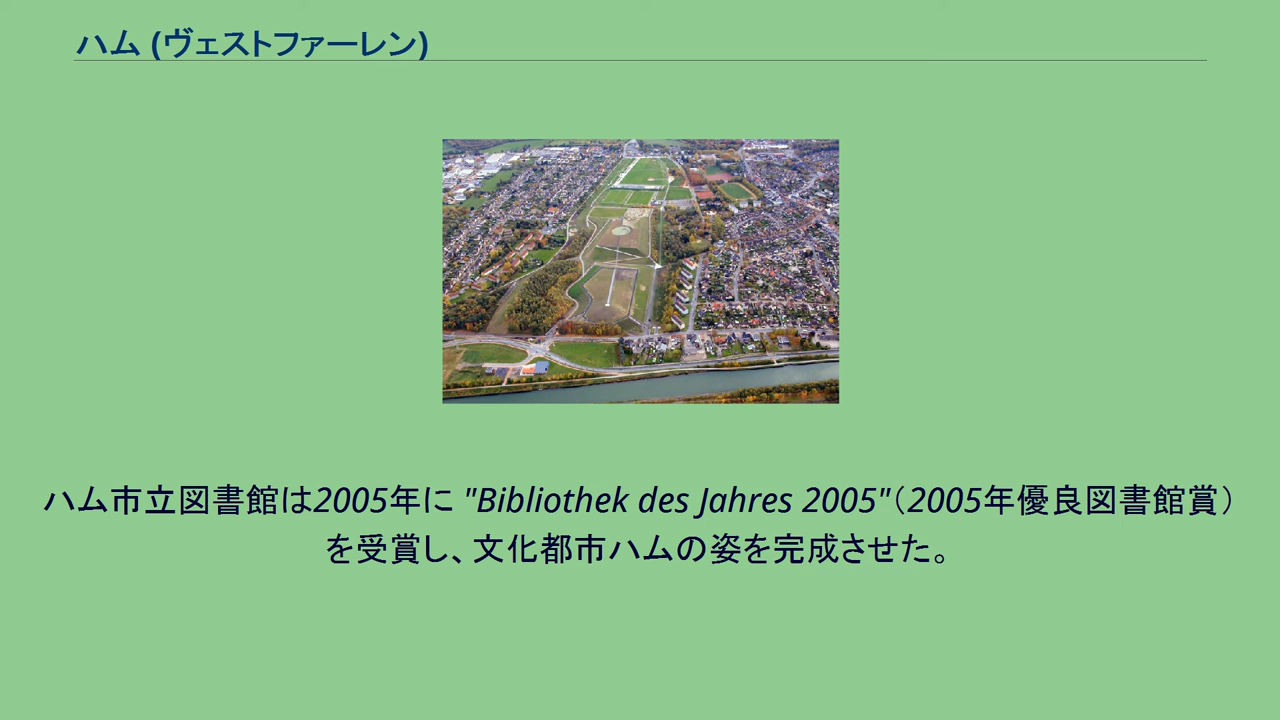 ハム (ヴェストファーレン)
ハム市立図書館は2005年に "Bibliothek des Jahres 2005"（2005年優良図書館賞）
を受賞し、文化都市ハムの姿を完成させた。